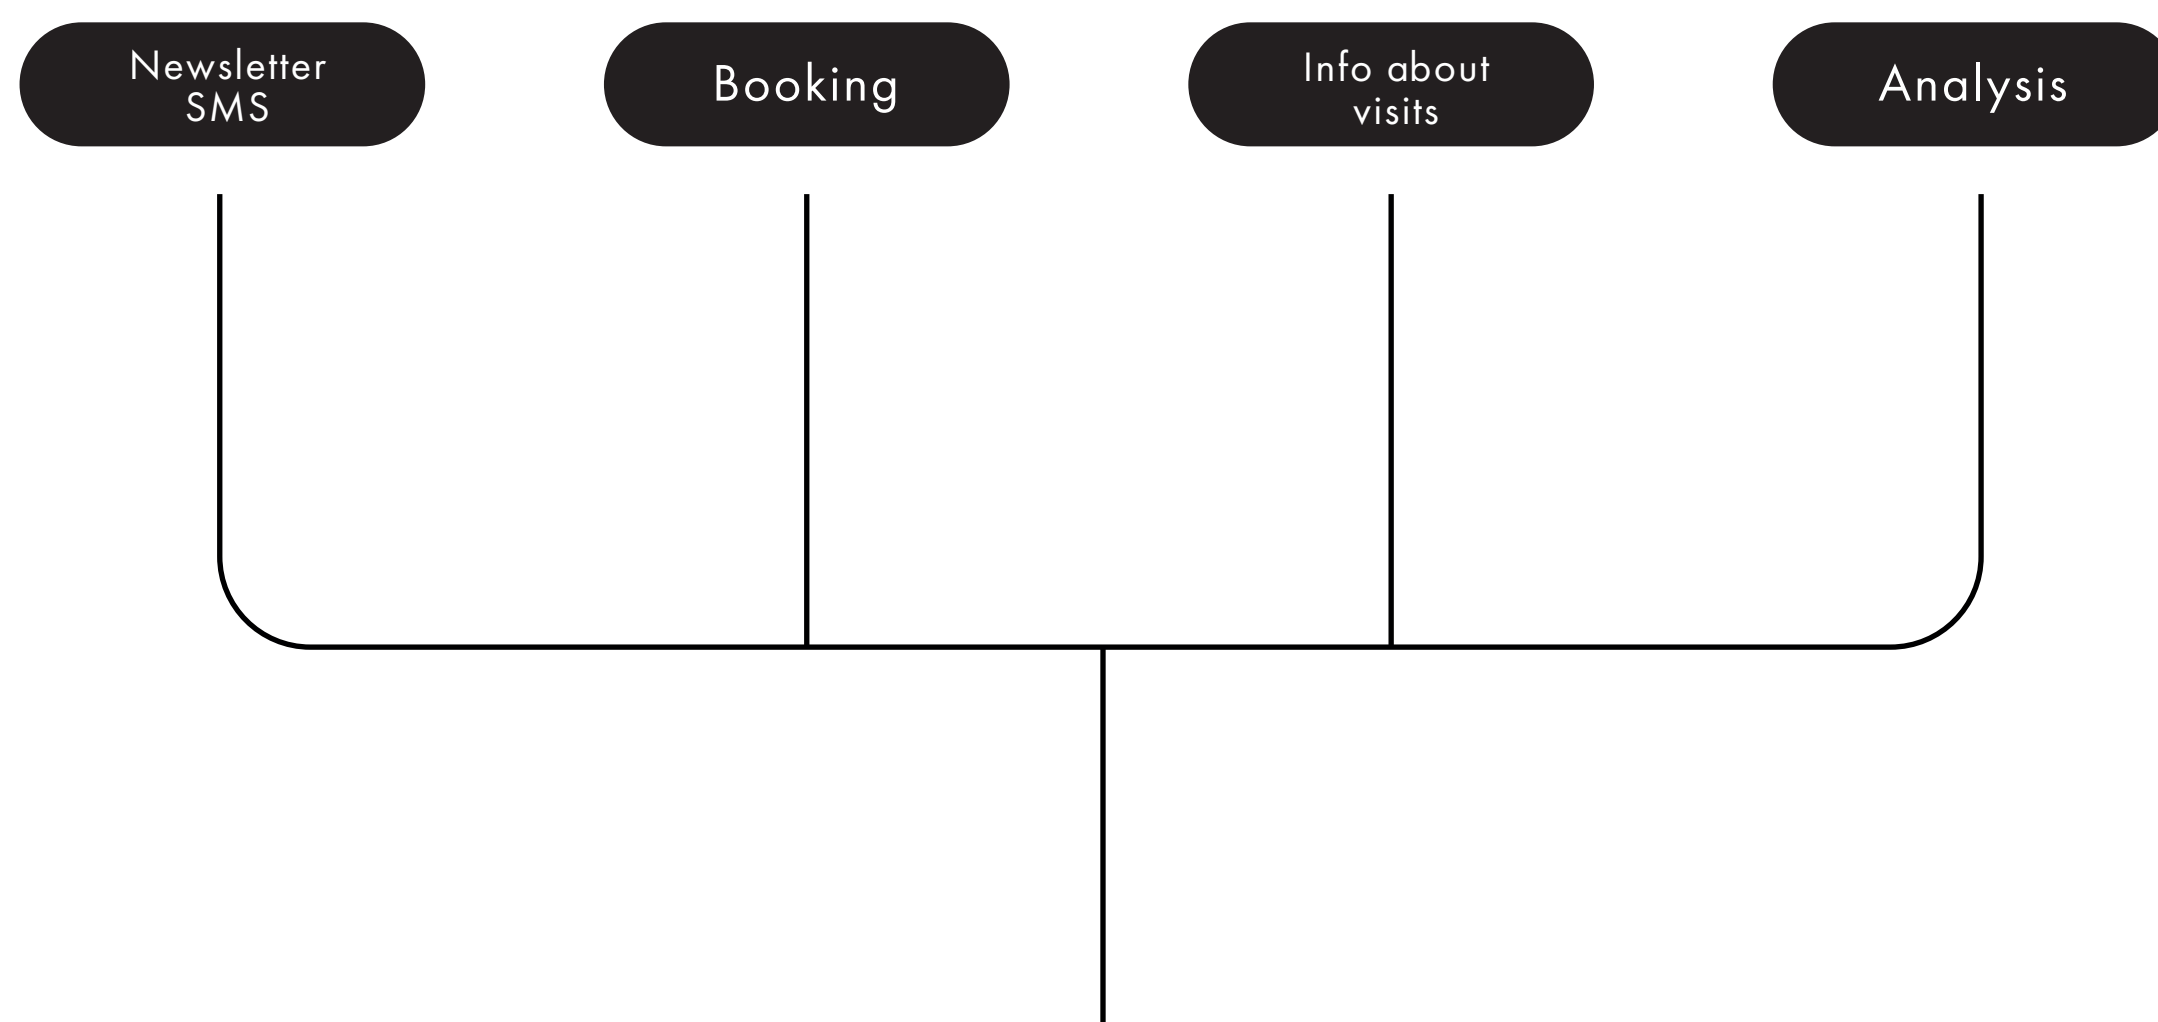 Newsletter
SMS
Booking
Info about
visits
Analysis